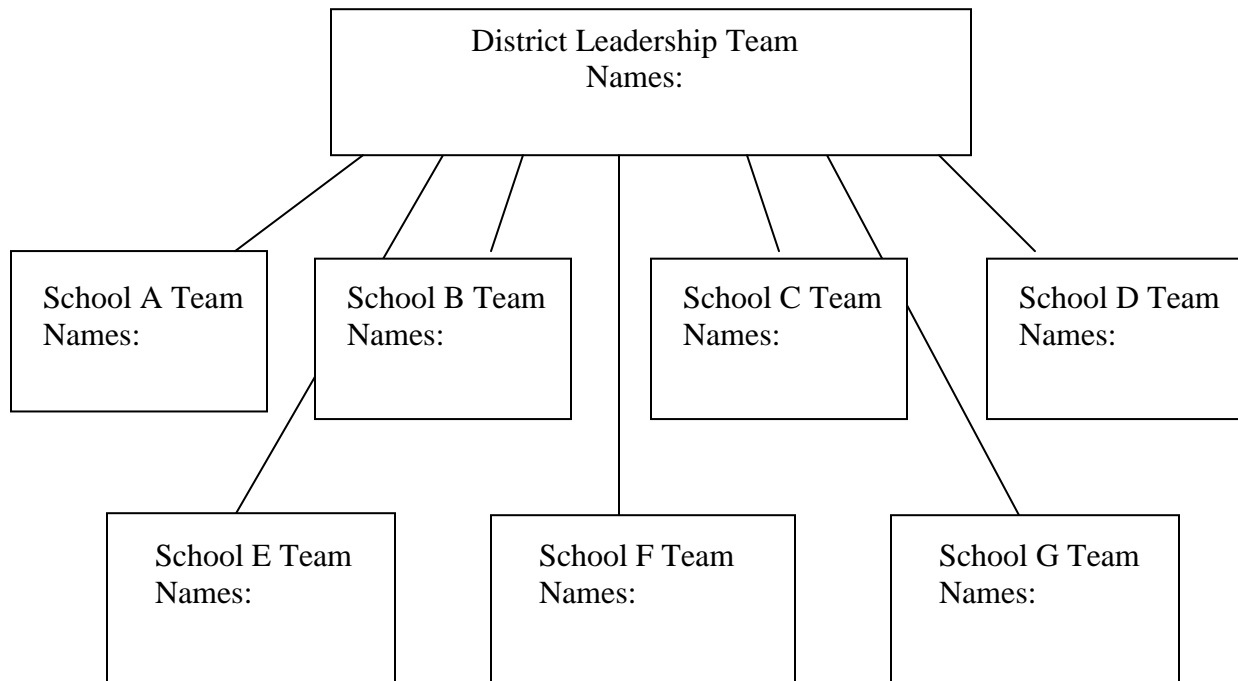 District Leadership Team
Names:
School A Team
Names:
School B Team
Names:
School C Team
Names:
School D Team
Names:
School E Team
Names:
School F Team
Names:
School G Team
Names: